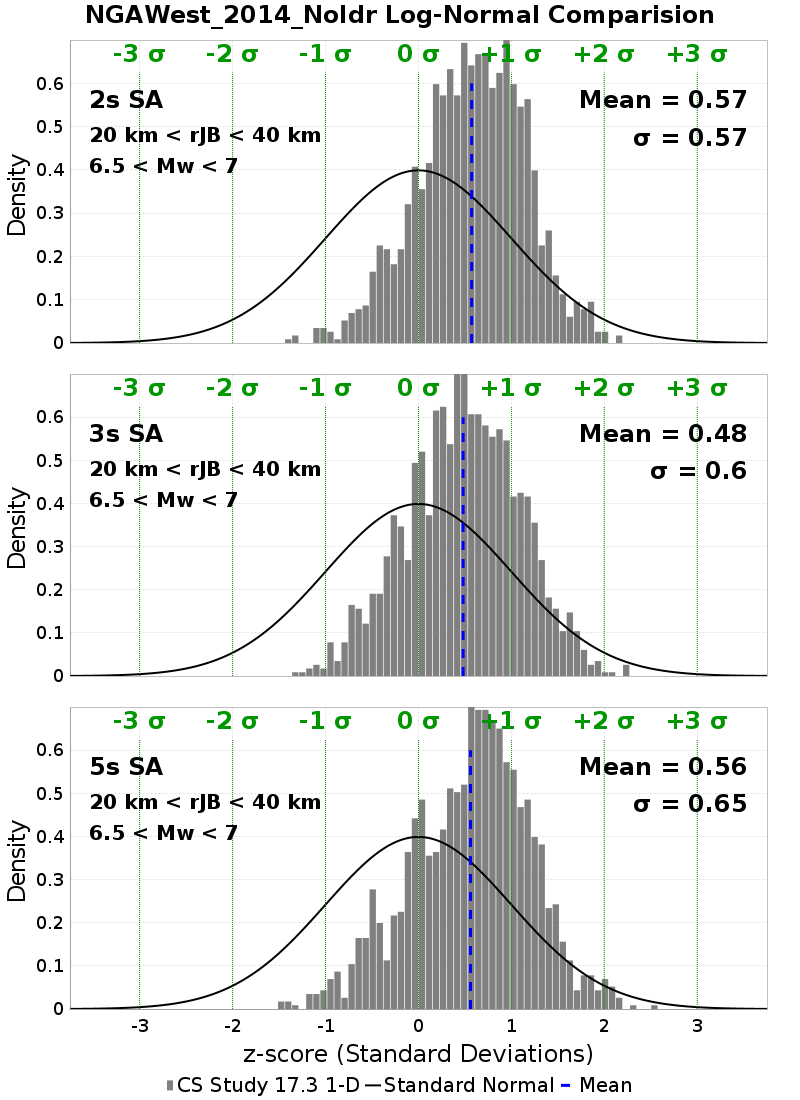 NGAWest_2014_NoIdr Log-Normal Comparision
-3 σ -2 σ -1 σ 0 σ +1 σ +2 σ +3 σ
0.6
2s SA Mean = 0.57
0.5
20 km < rJB < 40 km σ = 0.57
6.5 < Mw < 7
0.4
Density
0.3
0.2
0.1
0
-3 σ -2 σ -1 σ 0 σ +1 σ +2 σ +3 σ
0.6
3s SA Mean = 0.48
0.5
20 km < rJB < 40 km σ = 0.6
6.5 < Mw < 7
0.4
Density
0.3
0.2
0.1
0
-3 σ -2 σ -1 σ 0 σ +1 σ +2 σ +3 σ
0.6
5s SA Mean = 0.56
0.5
20 km < rJB < 40 km σ = 0.65
6.5 < Mw < 7
0.4
Density
0.3
0.2
0.1
0
-3 -2 -1 0 1 2 3
z-score (Standard Deviations)
CS Study 17.3 1-D Standard Normal Mean